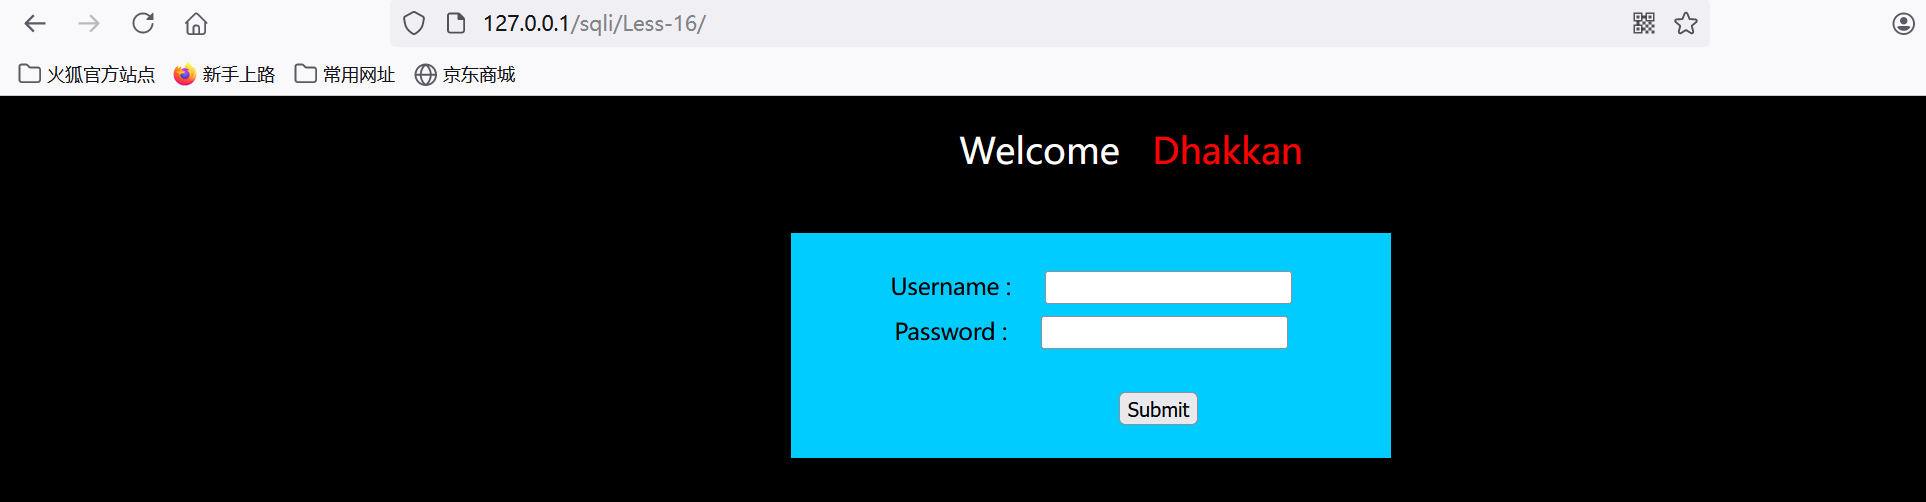 127.0.0.1/sqli/Less-16/
火狐官方站点 新手上路 常用网址 京东商城
Welcome Dhakkan
Username :
Password :
Submit